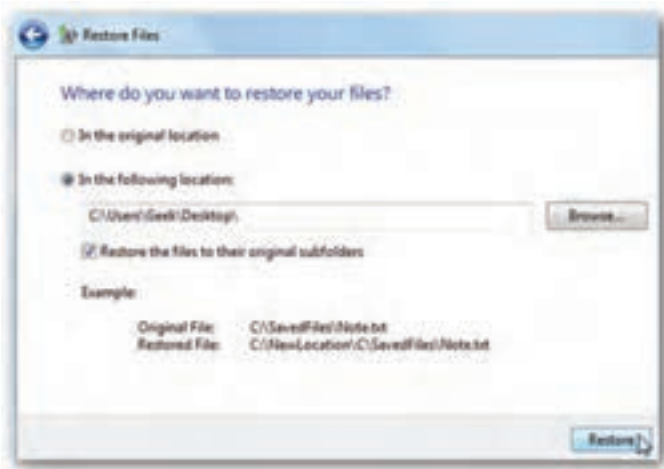 Restore Files
Where do you want to restore your files?
In the original location
In the following location:
C:\Users\Geek\Desktop\
Browse...
Restore the files to their original subfolders
Example:
Original File: C:\SavedFiles\Note.txt
Restored File: C:\NewLocation\C\SavedFiles\Note.txt
Restore